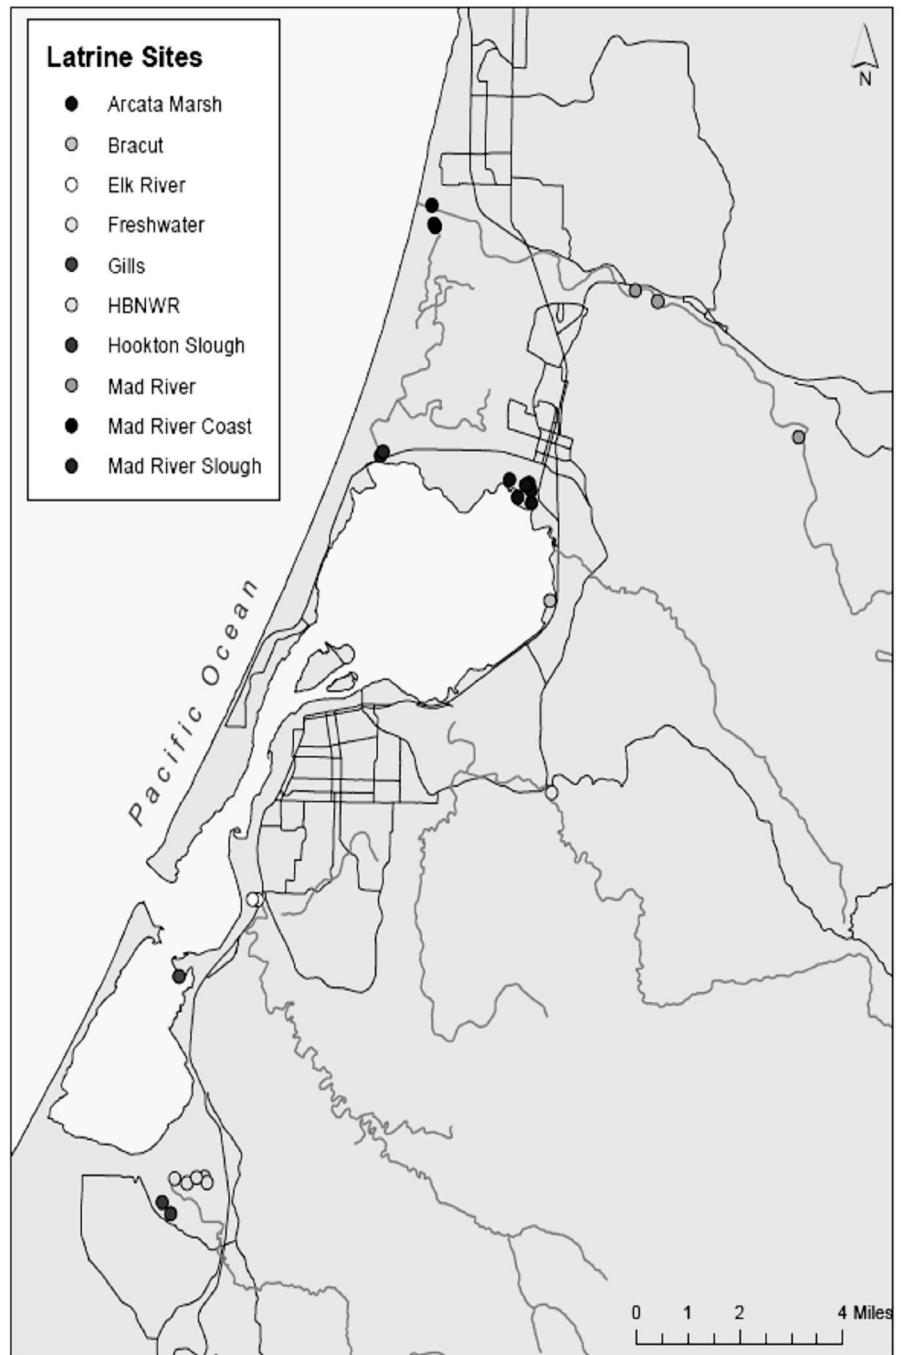 Latrine Sites
Arcata Marsh
Bracut
Elk River
Freshwater
Gills
HBNWR
Hookton Slough
Mad River
Mad River Coast
Mad River Slough
N
Pacific Ocean
0 1 2 4 Miles